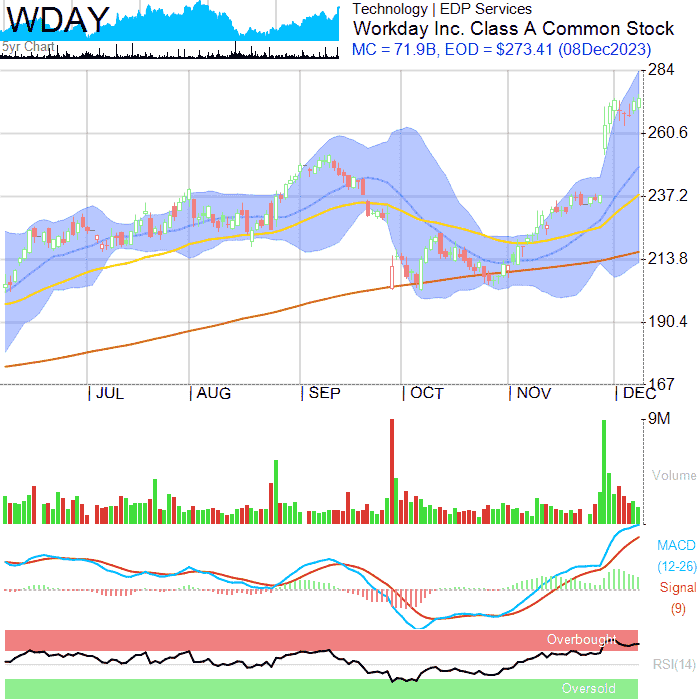 WDAY
5yr Chart
Technology | EDP Services
Workday Inc. Class A Common Stock
MC = 71.9B, EOD = $273.41 (08Dec2023)
284
260.6
237.2
213.8
190.4
167
JUL AUG SEP OCT NOV DEC
9M
Volume
MACD
(12-26)
Signal
(9)
Overbought
RSI(14)
Oversold